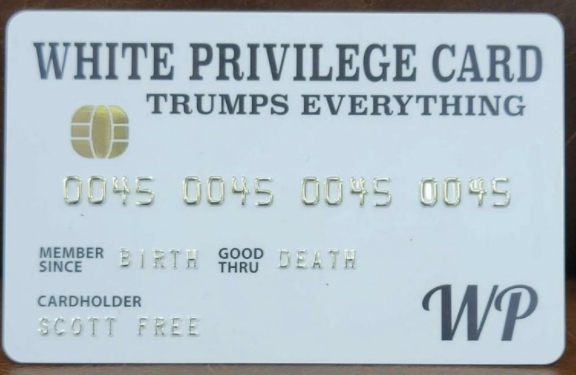 WHITE PRIVILEGE CARD
TRUMPS EVERYTHING
0045 0045 0045 0045
MEMBER SINCE BIRTH GOOD THRU DEATH
CARDHOLDER
SCOTT FREE
WP